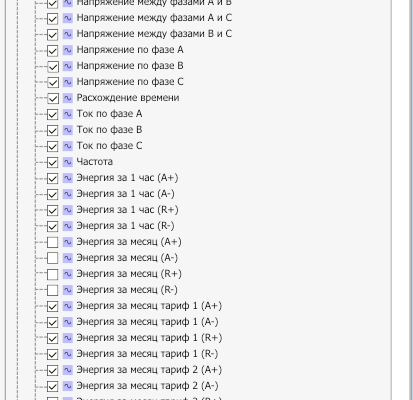 Напряжение между фазами A и B
Напряжение между фазами A и C
Напряжение между фазами B и C
Напряжение по фазе A
Напряжение по фазе B
Напряжение по фазе C
Расхождение времени
Ток по фазе A
Ток по фазе B
Ток по фазе C
Частота
Энергия за 1 час (A+)
Энергия за 1 час (A-)
Энергия за 1 час (R+)
Энергия за 1 час (R-)
Энергия за месяц (A+)
Энергия за месяц (A-)
Энергия за месяц (R+)
Энергия за месяц (R-)
Энергия за месяц тариф 1 (A+)
Энергия за месяц тариф 1 (A-)
Энергия за месяц тариф 1 (R+)
Энергия за месяц тариф 1 (R-)
Энергия за месяц тариф 2 (A+)
Энергия за месяц тариф 2 (A-)